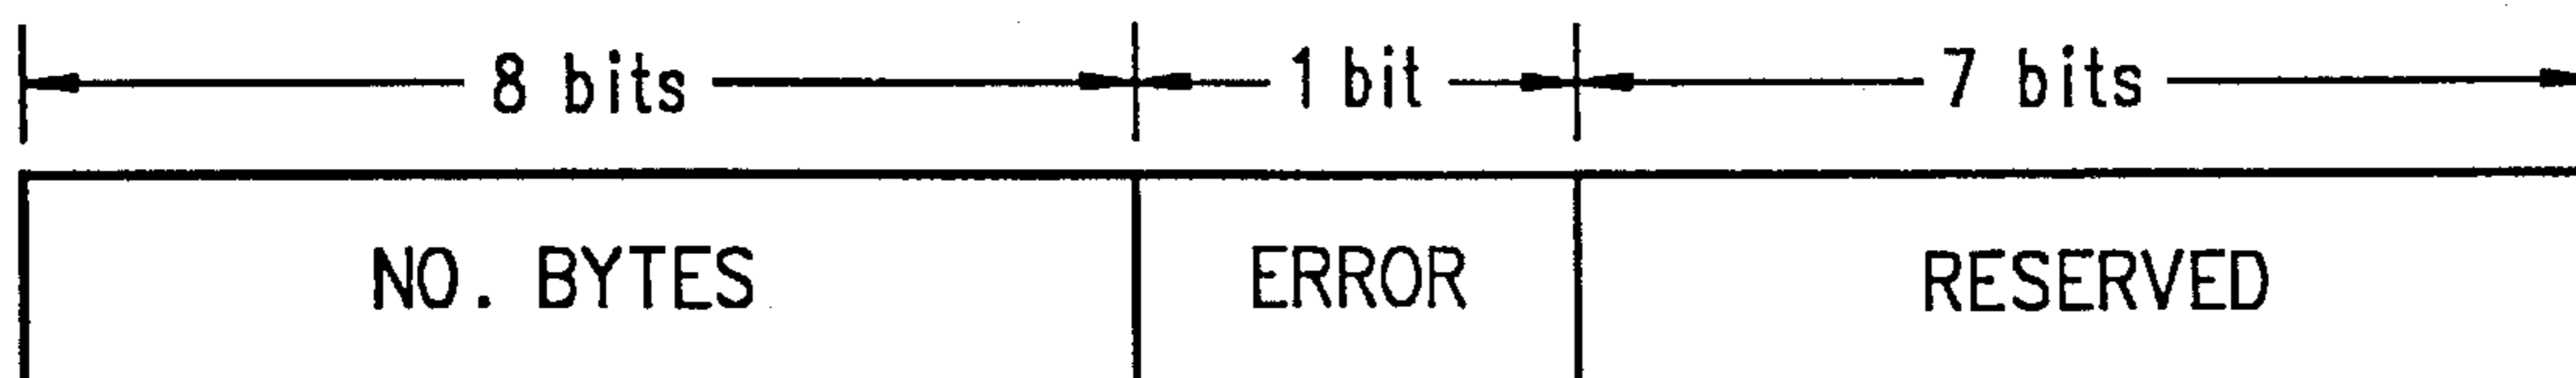 8 bits 1 bit 7 bits
NO. BYTES ERROR RESERVED